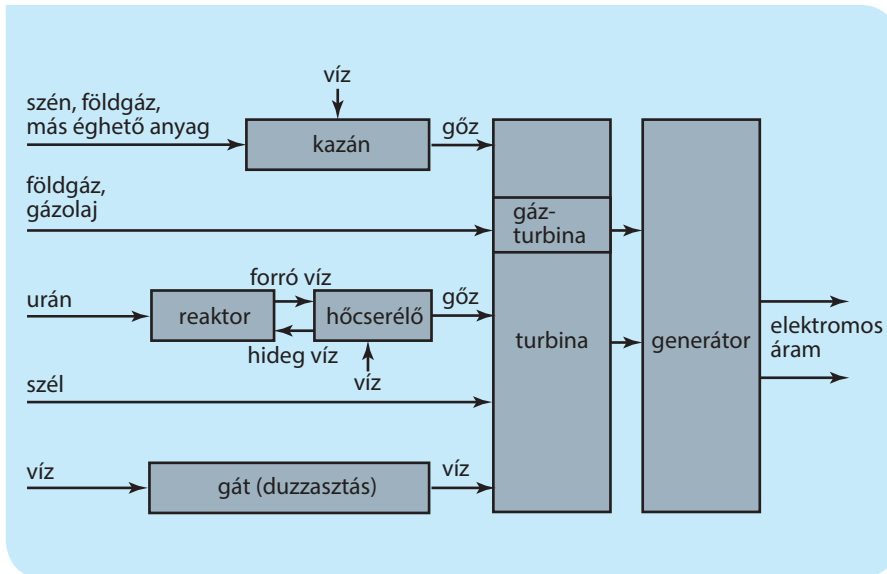 víz
szén, földgáz,
más éghető anyag
kazán
gőz
földgáz,
gázolaj
gáz-
turbina
urán
reaktor
forró víz
hideg víz
hőcserélő
gőz
víz
turbina
generátor
elektromos
áram
szél
víz
gát (duzzasztás)
víz